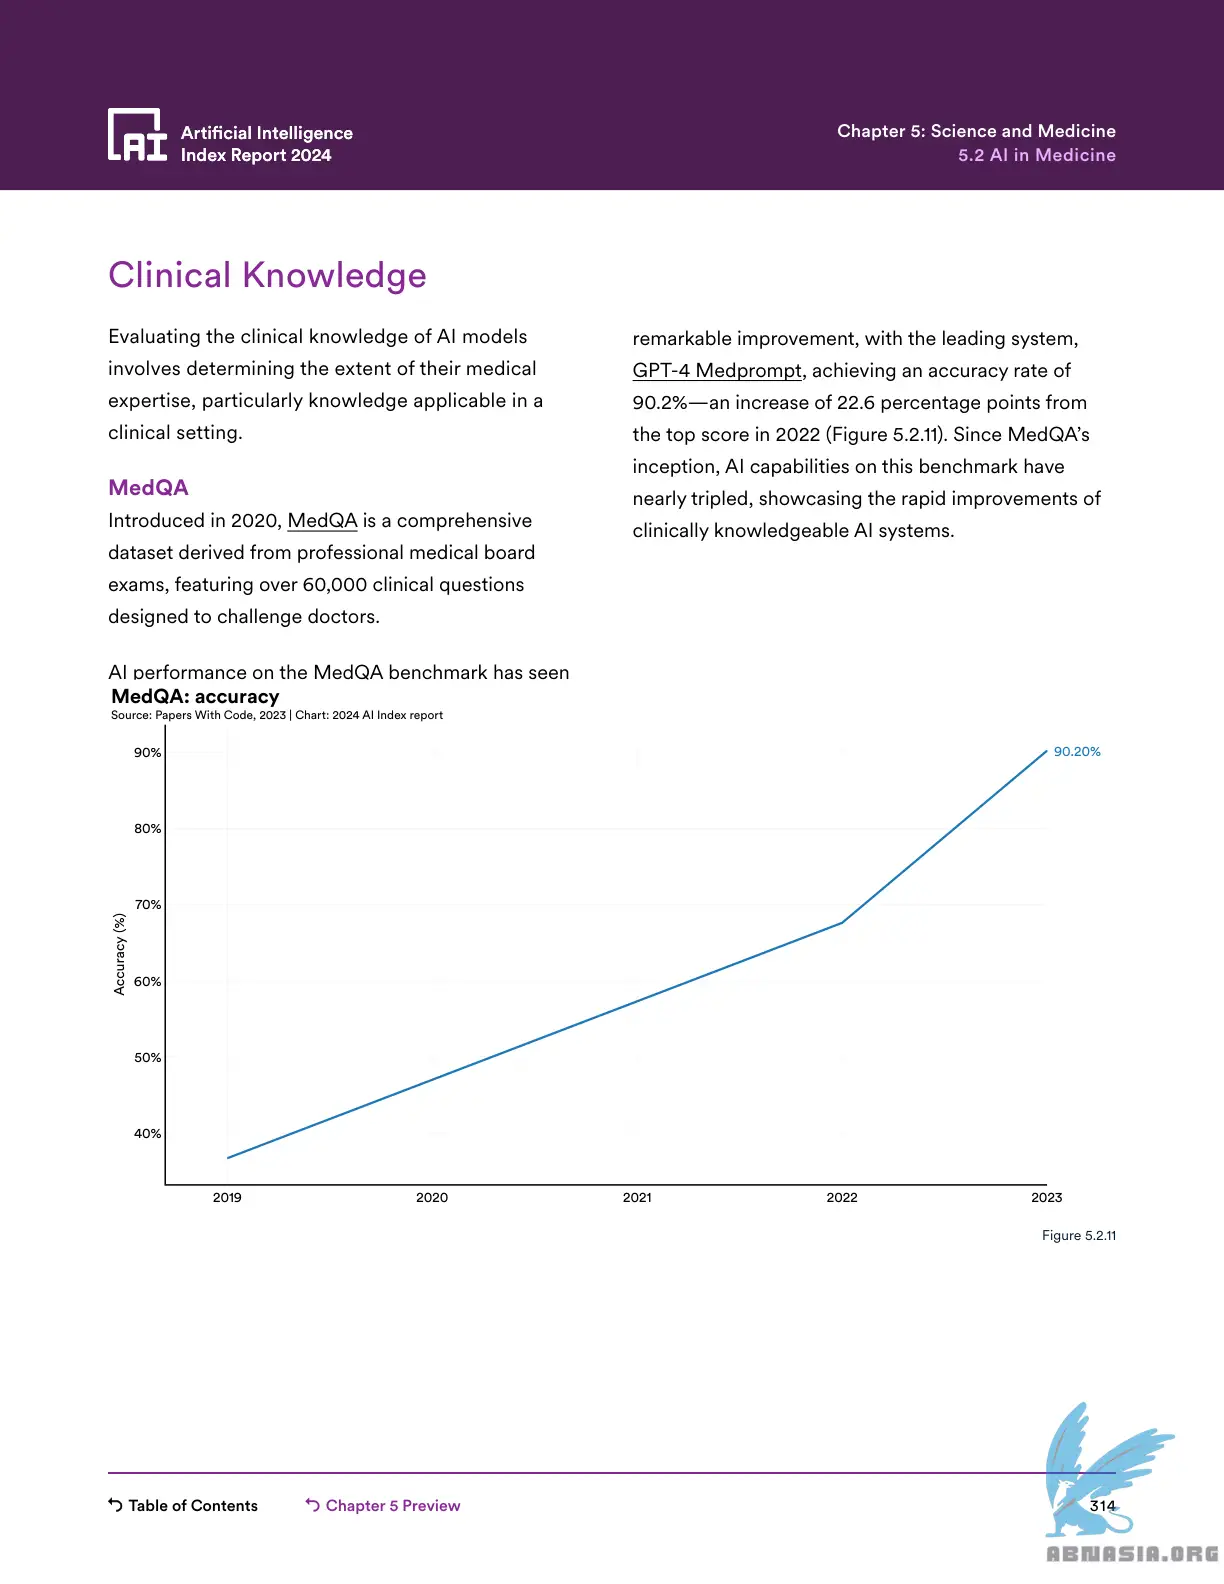 Artificial Intelligence
Index Report 2024
Chapter 5: Science and Medicine
5.2 AI in Medicine
Clinical Knowledge
Evaluating the clinical knowledge of AI models
involves determining the extent of their medical
expertise, particularly knowledge applicable in a
clinical setting.
MedQA
Introduced in 2020, MedQA is a comprehensive
dataset derived from professional medical board
exams, featuring over 60,000 clinical questions
designed to challenge doctors.
AI performance on the MedQA benchmark has seen
remarkable improvement, with the leading system,
GPT-4 Medprompt, achieving an accuracy rate of
90.2%—an increase of 22.6 percentage points from
the top score in 2022 (Figure 5.2.11). Since MedQA’s
inception, AI capabilities on this benchmark have
nearly tripled, showcasing the rapid improvements of
clinically knowledgeable AI systems.
MedQA: accuracy
Source: Papers With Code, 2023 | Chart: 2024 AI Index report
90%
80%
70%
60%
50%
40%
Accuracy (%)
90.20%
2019 2020 2021 2022 2023
Figure 5.2.11
Table of Contents
Chapter 5 Preview
314
ABNASIA.ORG